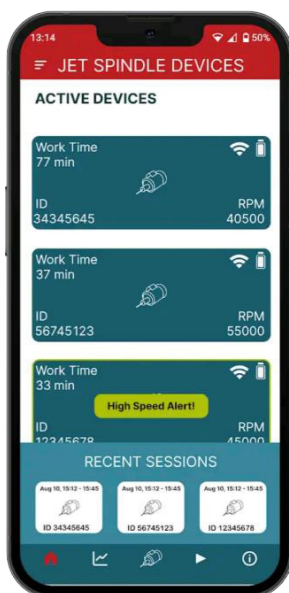 13:14 50%
JET SPINDLE DEVICES
ACTIVE DEVICES
Work Time
77 min
ID RPM
34345645 40500
Work Time
37 min
ID RPM
56745123 55000
Work Time
33 min
High Speed Alert!
ID RPM
12345678 45000
RECENT SESSIONS
Aug 10, 15:12 - 15:45 Aug 10, 15:12 - 15:45 Aug 10, 15:12 - 15:45
ID 34345645 ID 56745123 ID 12345678